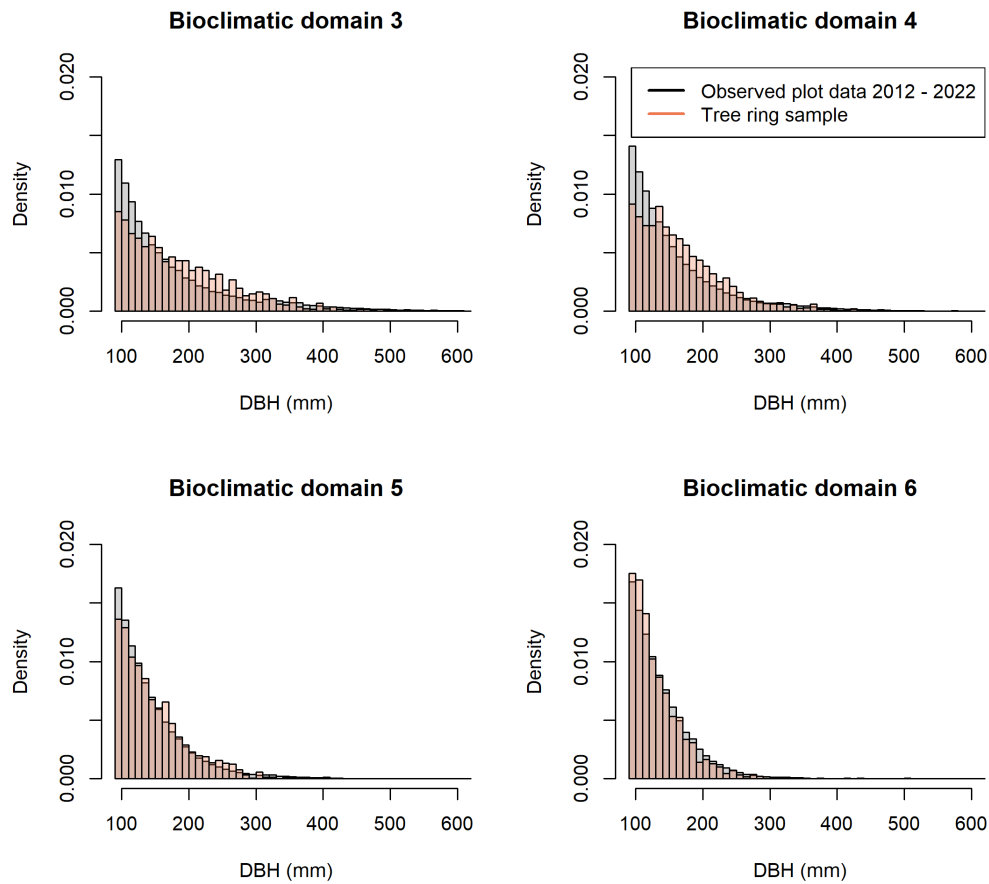 Bioclimatic domain 3
Density
0.000 0.010 0.020
100 200 300 400 500 600
DBH (mm)
Bioclimatic domain 4
Observed plot data 2012 - 2022
Tree ring sample
Density
0.000 0.010 0.020
100 200 300 400 500 600
DBH (mm)
Bioclimatic domain 5
Density
0.000 0.010 0.020
100 200 300 400 500 600
DBH (mm)
Bioclimatic domain 6
Density
0.000 0.010 0.020
100 200 300 400 500 600
DBH (mm)